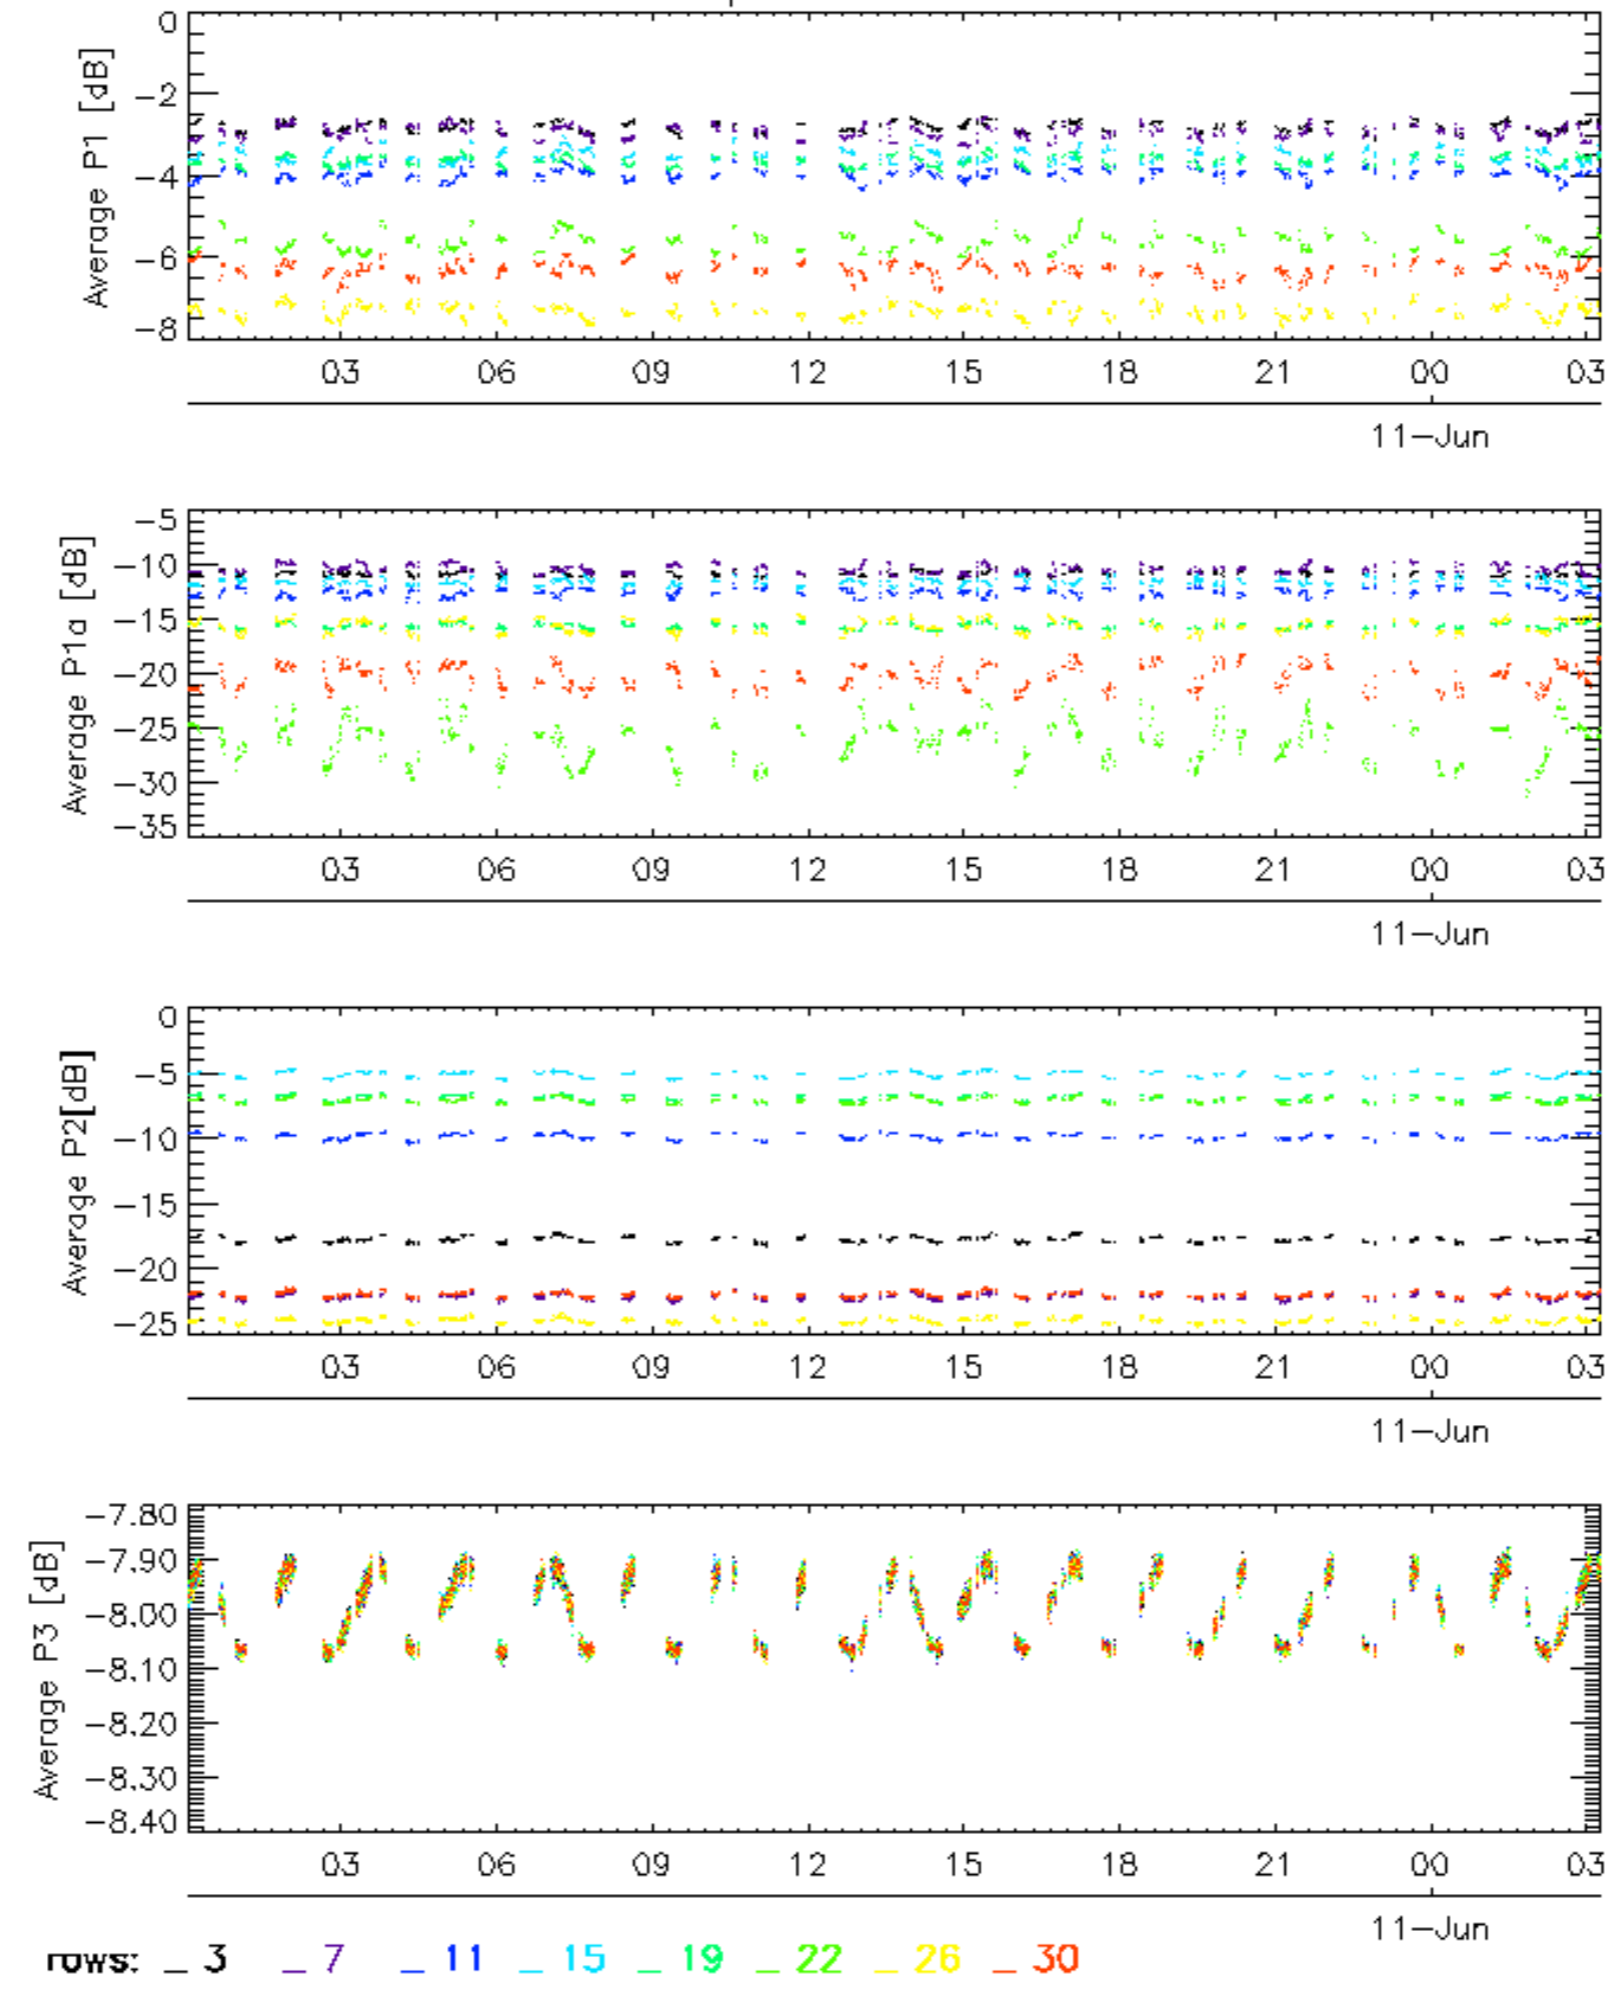 Average P1 [dB]
0
−2
−4
−6
−8
03 06 09 12 15 18 21 00 03
11−Jun
Average P1a [dB]
−5
−10
−15
−20
−25
−30
−35
03 06 09 12 15 18 21 00 03
11−Jun
Average P2[dB]
0
−5
−10
−15
−20
−25
03 06 09 12 15 18 21 00 03
11−Jun
Average P3 [dB]
−7.80
−7.90
−8.00
−8.10
−8.20
−8.30
−8.40
03 06 09 12 15 18 21 00 03
11−Jun
rows: _ 3 _ 7 _ 11 _ 15 _ 19 _ 22 _ 26 _ 30